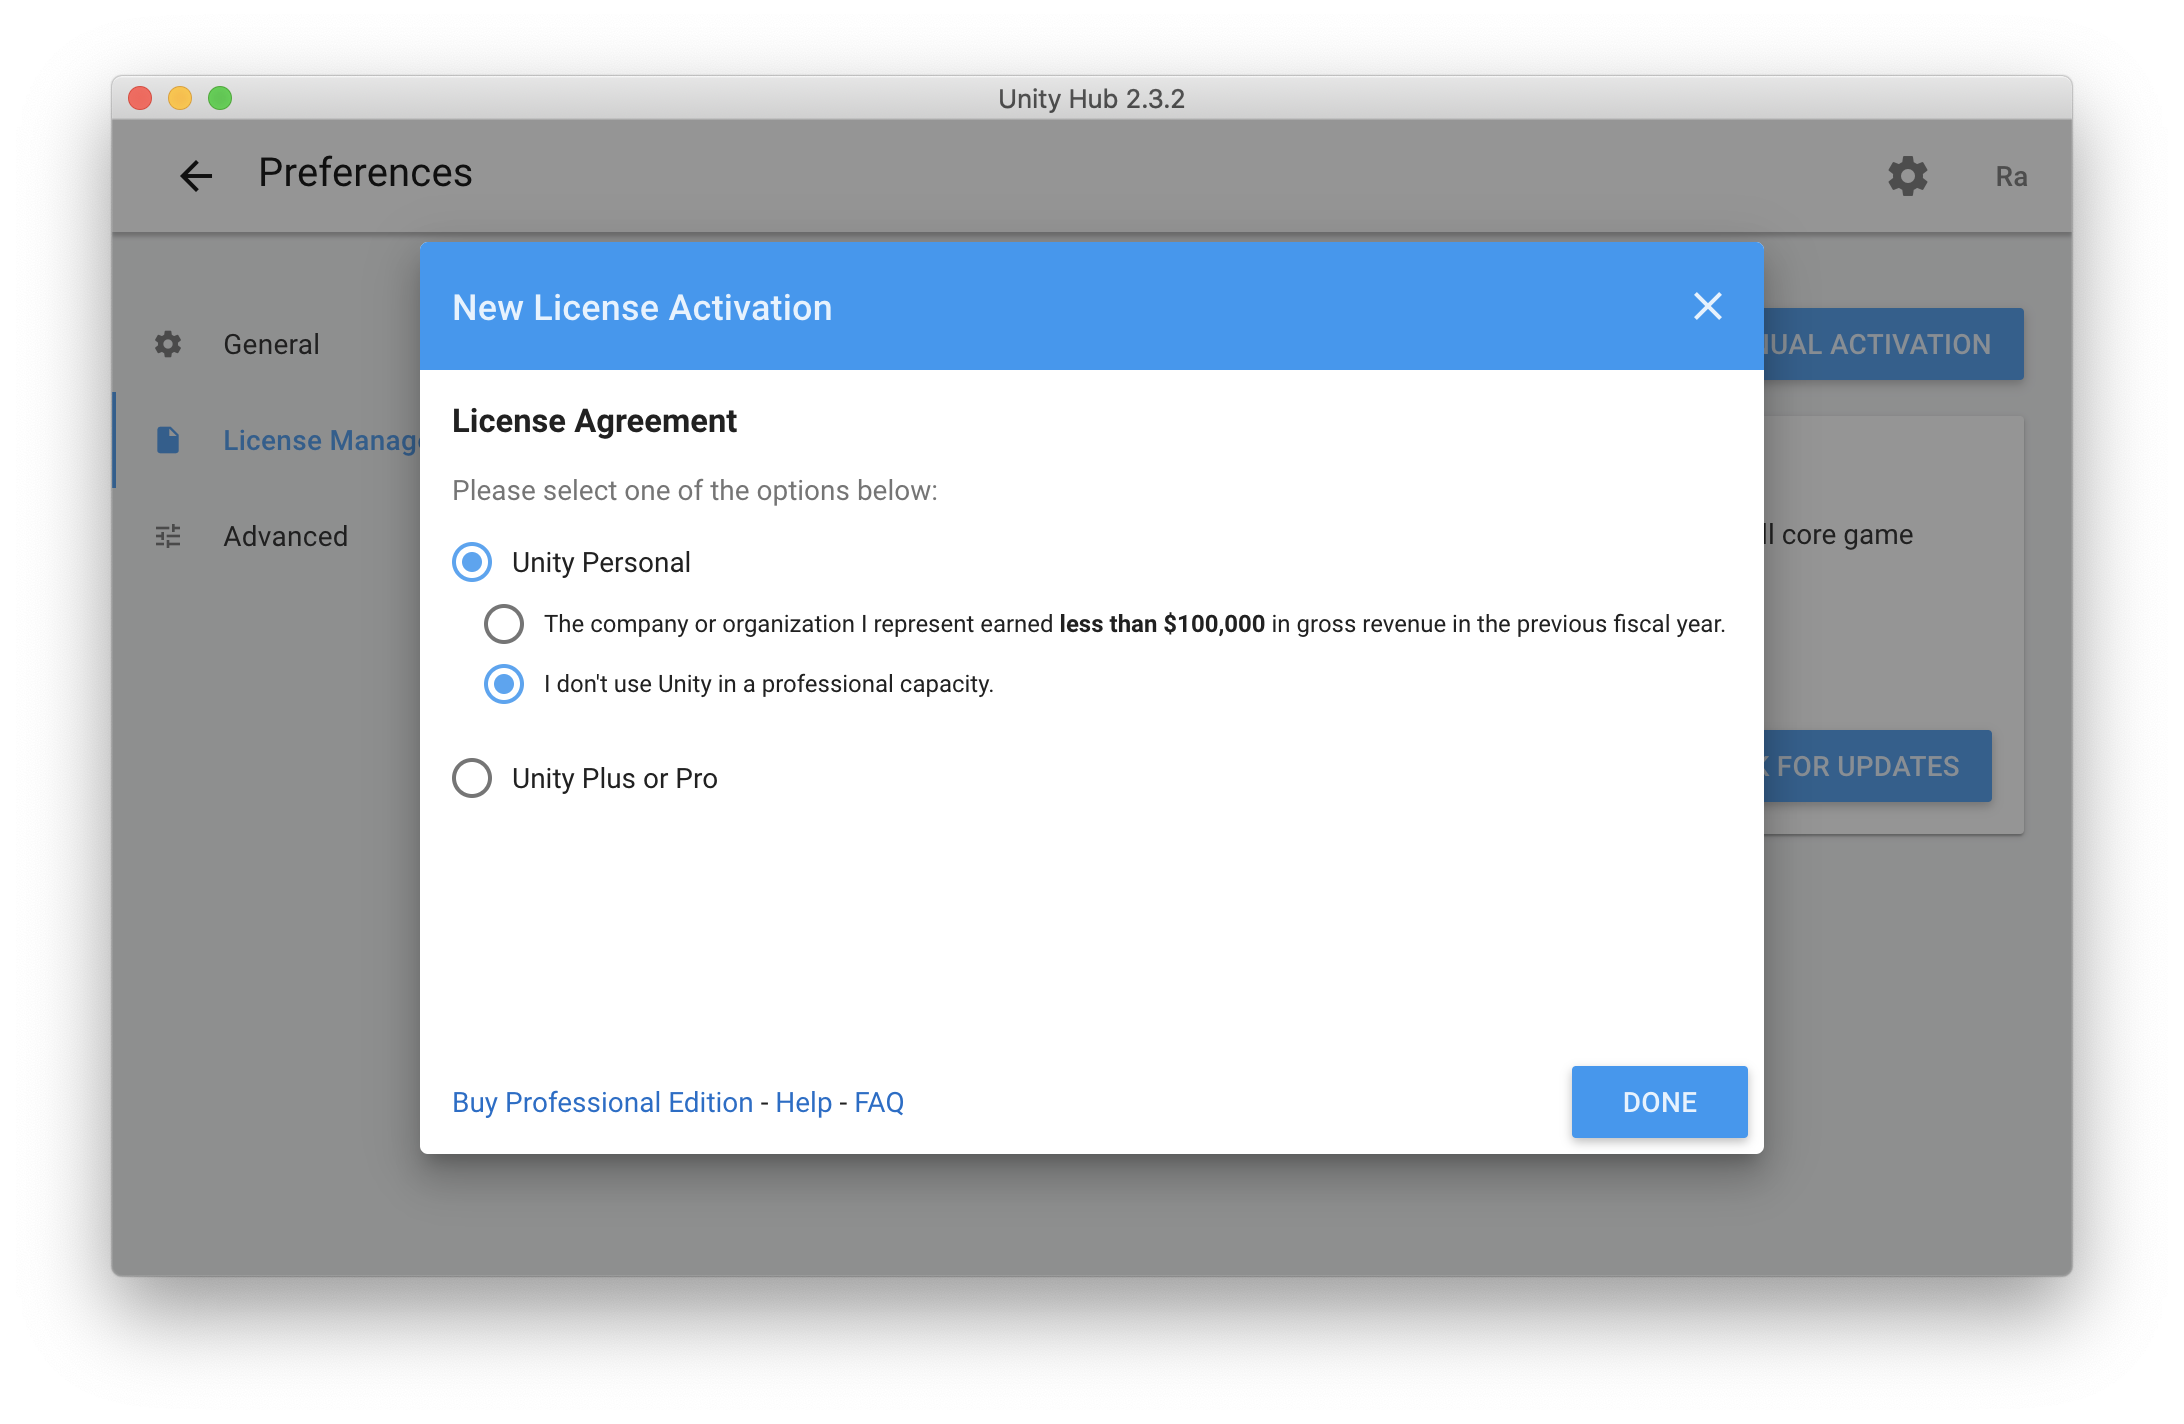 Unity Hub 2.3.2
Preferences
Ra
General
License
Advanced
New License Activation
License Agreement
Please select one of the options below:
Unity Personal
The company or organization I represent earned less than $100,000 in gross revenue in the previous fiscal year.
I don't use Unity in a professional capacity.
Unity Plus or Pro
Buy Professional Edition - Help - FAQ
DONE
ACTIVATION
core game
FOR UPDATES